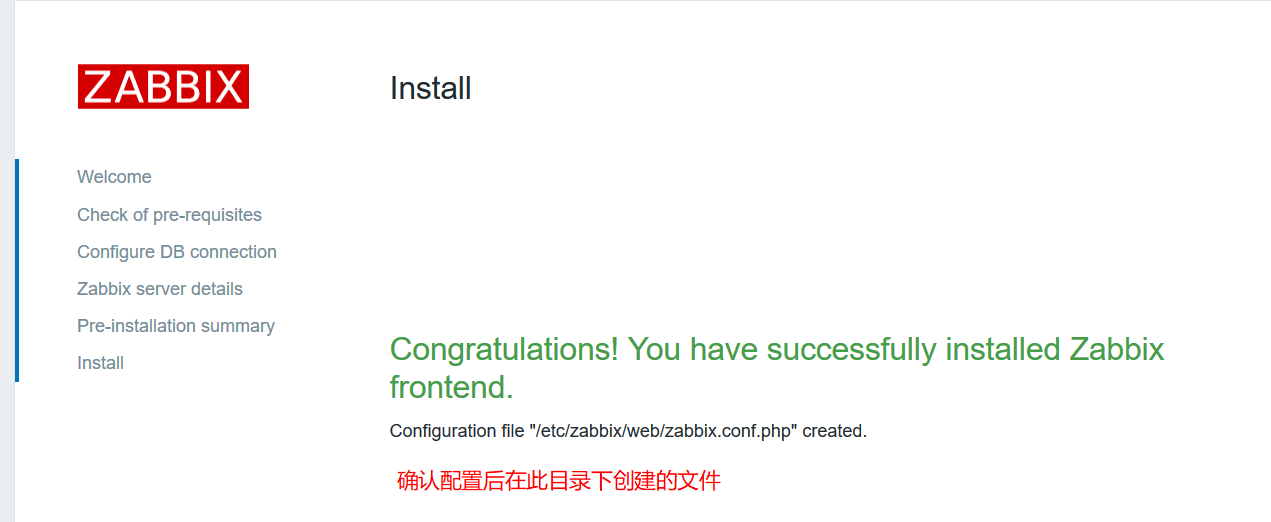 ZABBIX
Install
Welcome
Check of pre-requisites
Configure DB connection
Zabbix server details
Pre-installation summary
Install
Congratulations! You have successfully installed Zabbix
frontend.
Configuration file "/etc/zabbix/web/zabbix.conf.php" created.
确认配置后在此目录下创建的文件